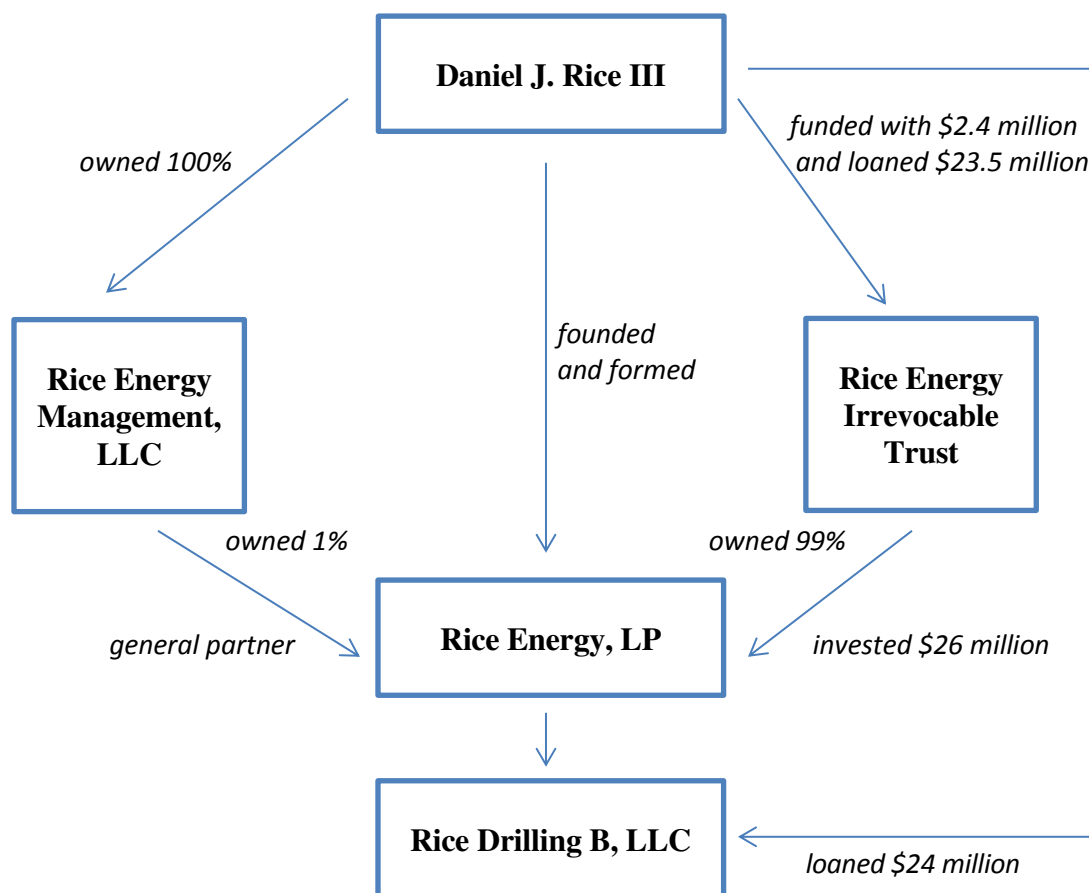 Daniel J. Rice III
funded with $2.4 million
and loaned $23.5 million
owned 100%
founded
and formed
Rice Energy
Management,
LLC
Rice Energy
Irrevocable
Trust
owned 1%
owned 99%
general partner
Rice Energy, LP
invested $26 million
Rice Drilling B, LLC
loaned $24 million